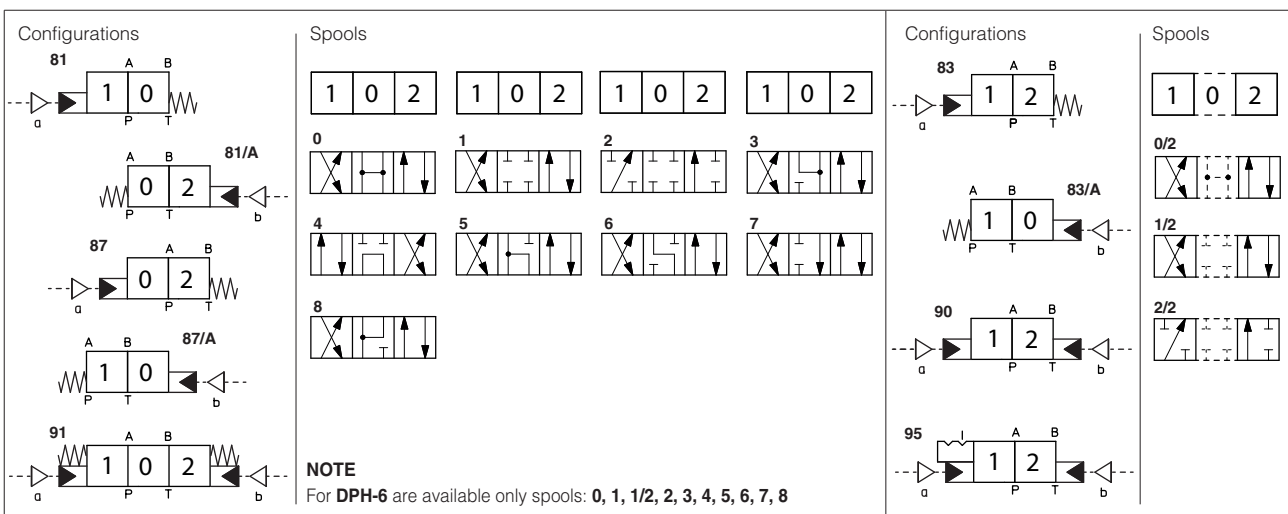 Configurations
81
A B
1 0
a
P T
A B
81/A
0 2
P T
b
87
A B
0 2
a
P T
87/A
A B
1 0
P T
b
91
A B
1 0 2
a
P T
b
Spools
1 0 2
1 0 2
1 0 2
1 0 2
0
1
2
3
4
5
6
7
8
NOTE
For DPH-6 are available only spools: 0, 1, 1/2, 2, 3, 4, 5, 6, 7, 8
Configurations
83
A B
1 2
a
P T
A B
83/A
1 0
P T
b
90
A B
1 2
a
P T
b
95
A B
1 2
a
P T
b
Spools
1 0 2
0/2
1/2
2/2